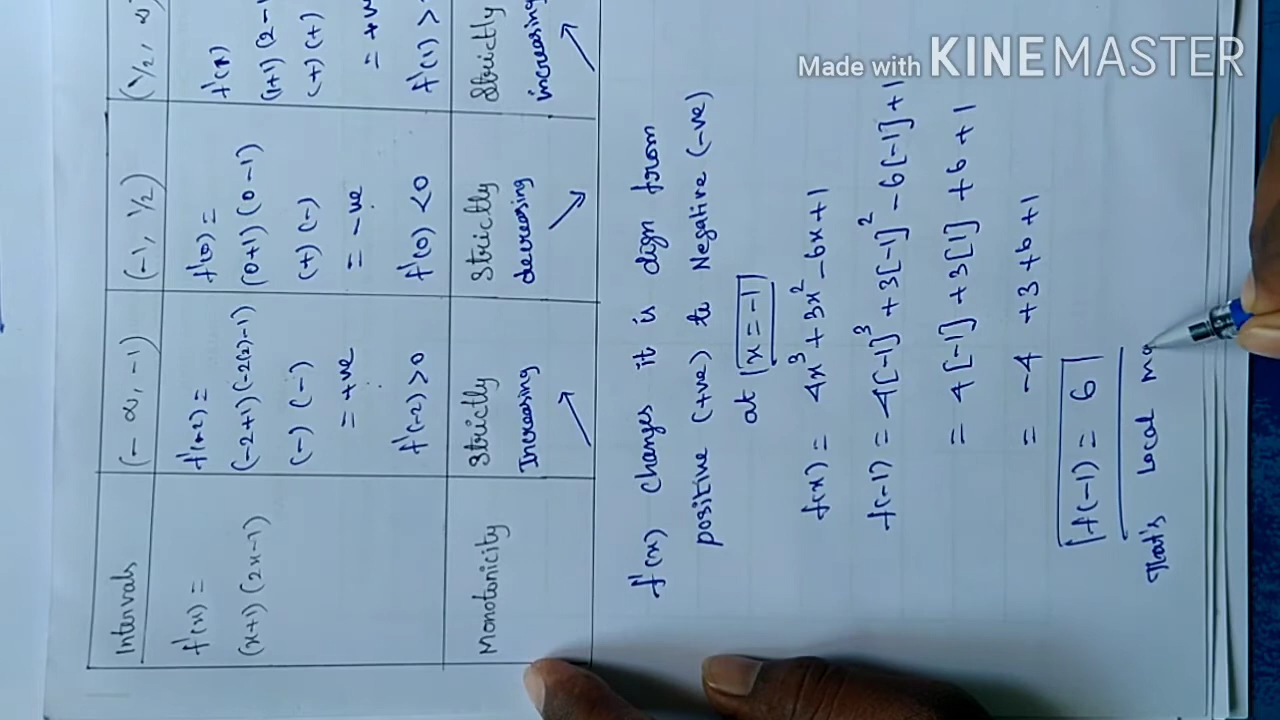 Made with KINEMASTER
Intervals (-∞, -1) (-1, 1/2) (1/2, ∞)
f'(x) = f'(-2) = f'(0) = f'(x)
(x+1) (2x-1) (-2+1) (-2(2)-1) (0+1) (0-1) (1+1) (2-1
(-) (-) (+) (-) (+) (+)
= +ve = -ve = +ve
f'(-2) > 0 f'(0) < 0 f'(1) >
Monotonicity Strictly Strictly Strictly
Increasing decreasing increasing
f'(x) changes it is sign from
positive (+ve) to Negative (-ve)
at x = -1
f(x) = 4x³ + 3x² - 6x + 1
f(-1) = 4[-1]³ + 3[-1]² - 6[-1] + 1
= 4[-1] + 3[1] + 6 + 1
= -4 + 3 + 6 + 1
f(-1) = 6
That's Local ma